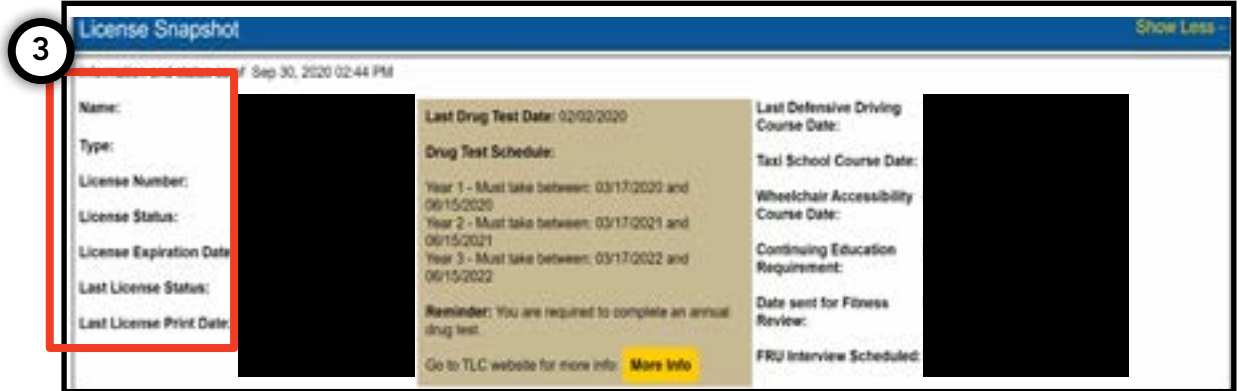 3
License Snapshot
Show Less -
Information and status as of Sep 30, 2020 02:44 PM
Name:
Type:
License Number:
License Status:
License Expiration Date
Last License Status:
Last License Print Date:
Last Drug Test Date: 02/02/2020
Drug Test Schedule:
Year 1 - Must take between: 03/17/2020 and
06/15/2020
Year 2 - Must take between: 03/17/2021 and
06/15/2021
Year 3 - Must take between: 03/17/2022 and
06/15/2022
Reminder: You are required to complete an annual
drug test.
Go to TLC website for more info: More Info
Last Defensive Driving
Course Date:
Taxi School Course Date:
Wheelchair Accessibility
Course Date:
Continuing Education
Requirement:
Date sent for Fitness
Review:
FRU Interview Scheduled: